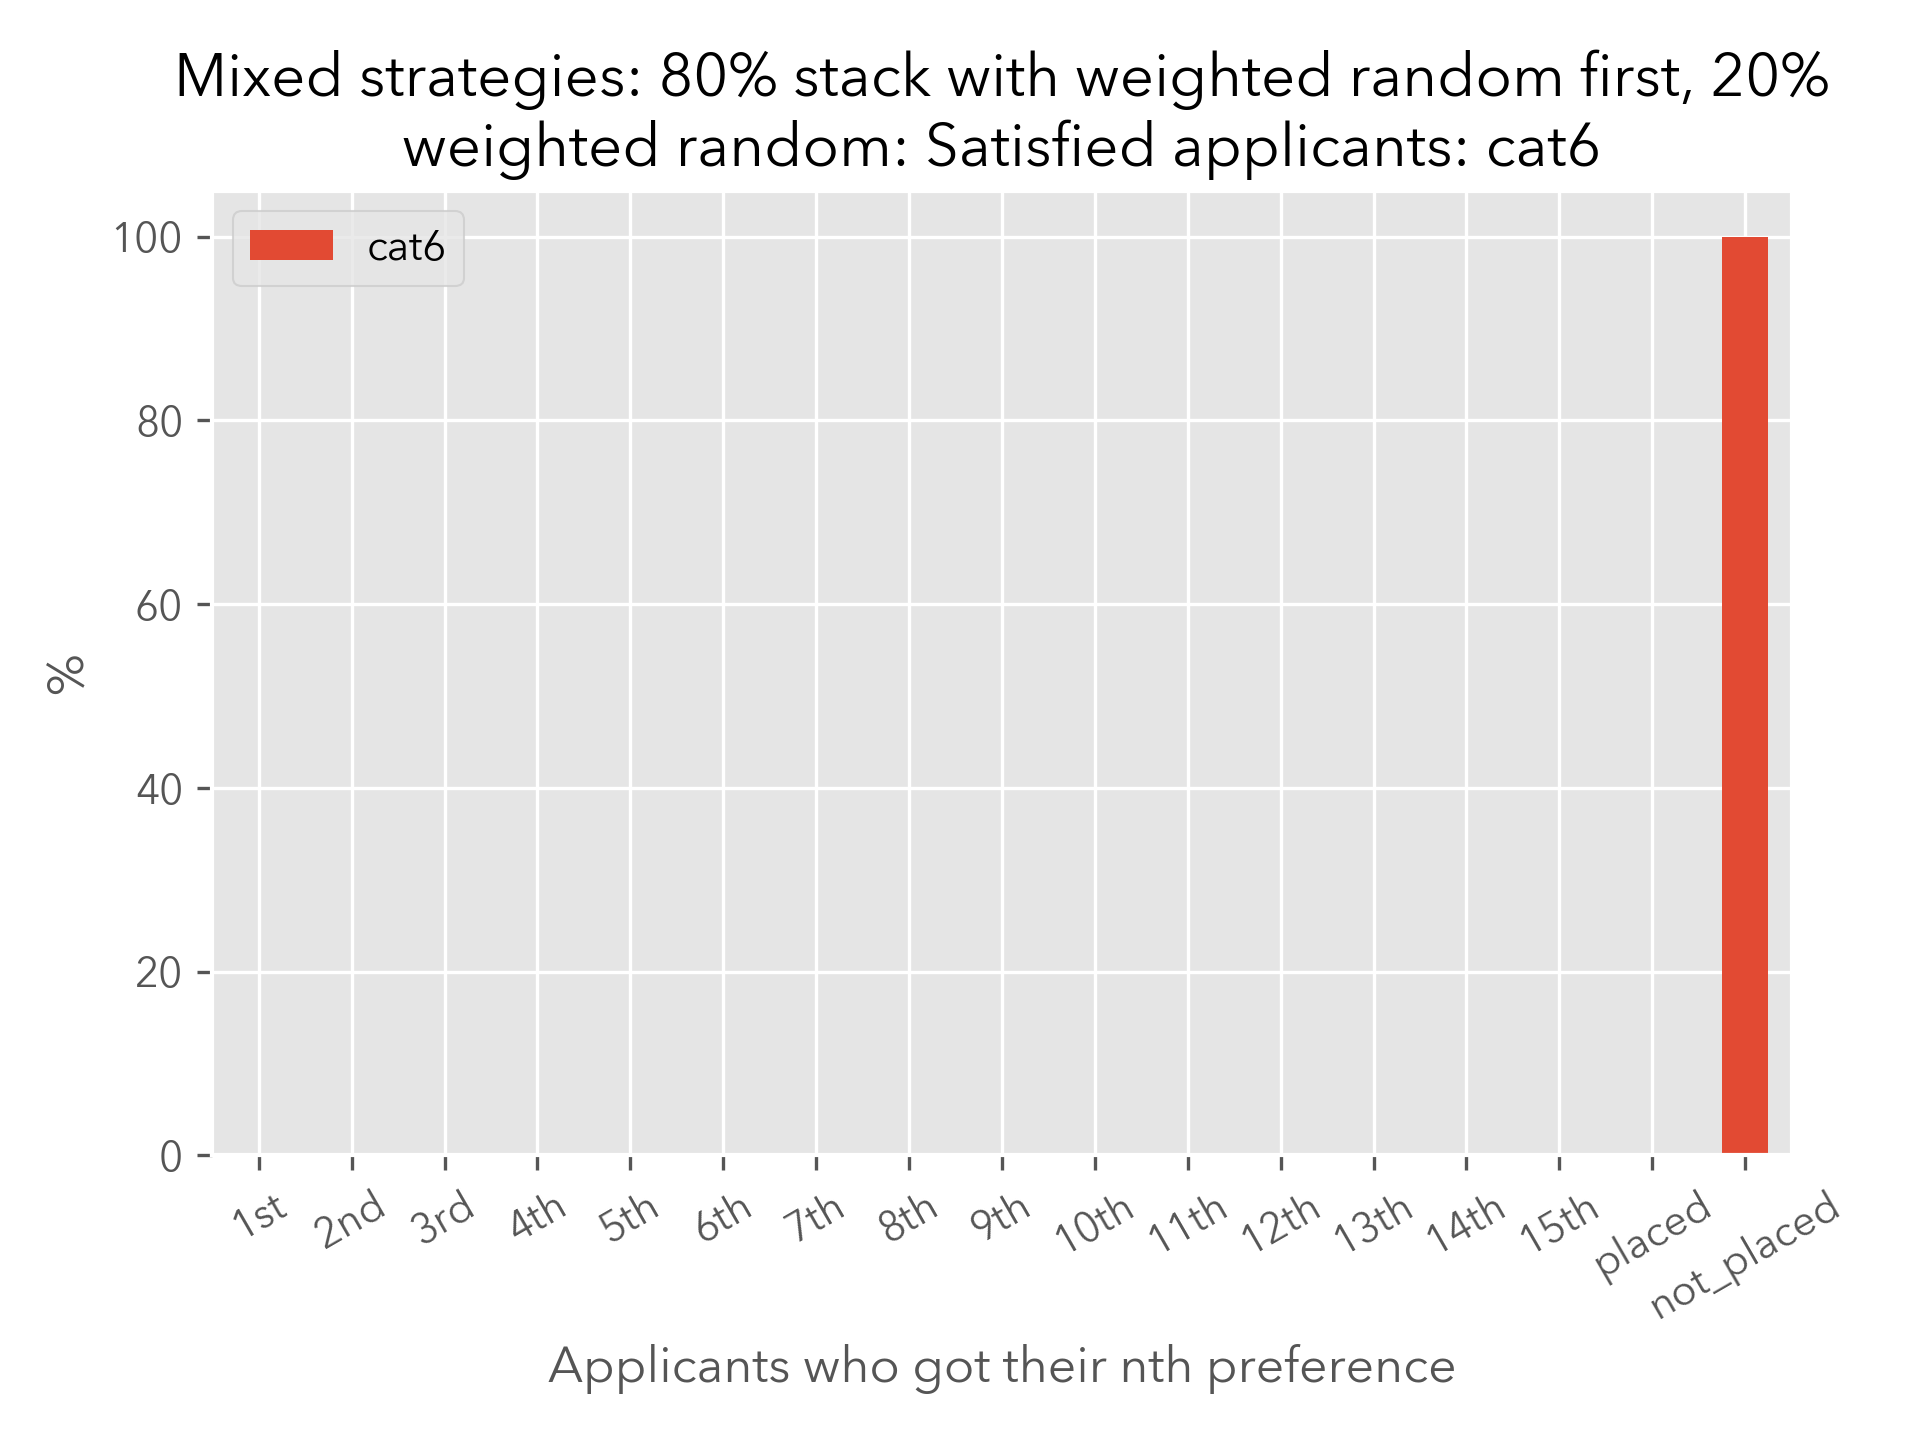 Mixed strategies: 80% stack with weighted random first, 20%
weighted random: Satisfied applicants: cat6
cat6
100
80
60
40
20
0
%
1st
2nd
3rd
4th
5th
6th
7th
8th
9th
10th
11th
12th
13th
14th
15th
placed
not_placed
Applicants who got their nth preference